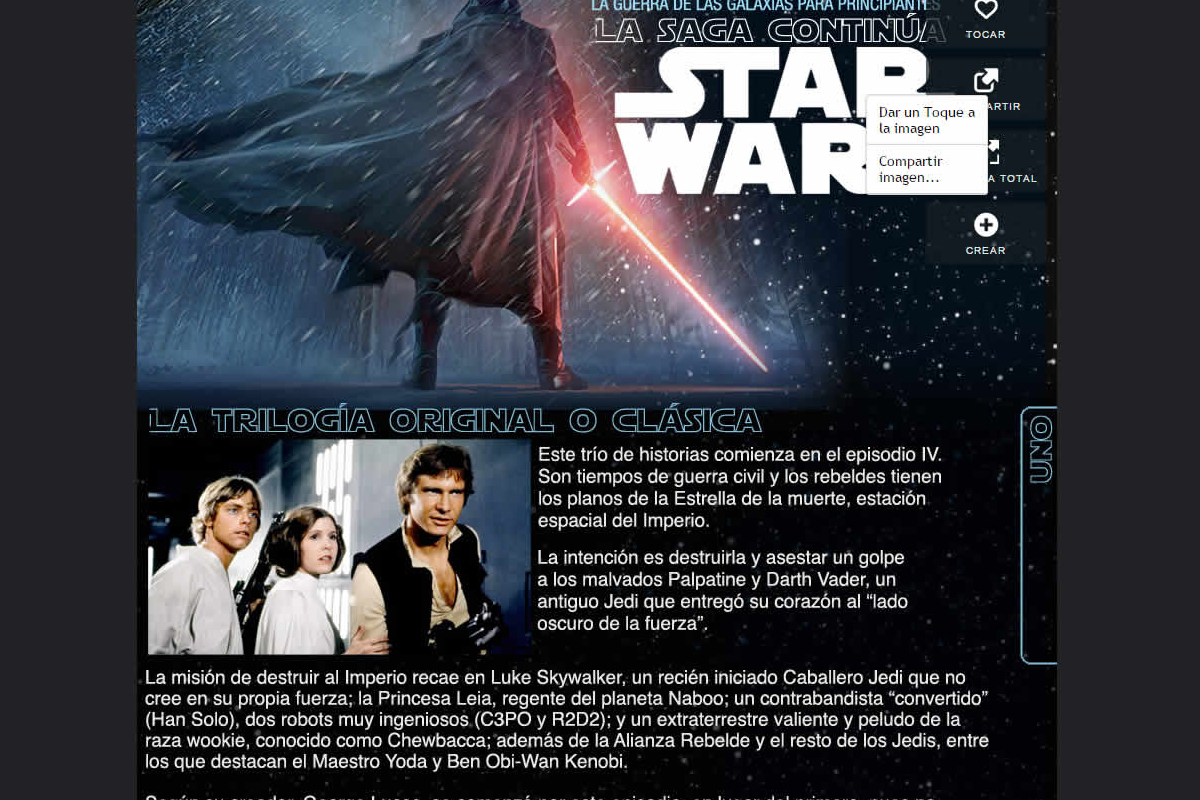 LA GUERRA DE LAS GALAXIAS PARA PRINCIPIANTES
LA SAGA CONTINÚA
STAR
WAR
TOCAR
ARTIR
Dar un Toque a
la imagen
Compartir
imagen...
A TOTAL
CREAR
LA TRILOGÍA ORIGINAL O CLÁSICA
UNO
Este trío de historias comienza en el episodio IV.
Son tiempos de guerra civil y los rebeldes tienen
los planos de la Estrella de la muerte, estación
espacial del Imperio.
La intención es destruirla y asestar un golpe
a los malvados Palpatine y Darth Vader, un
antiguo Jedi que entregó su corazón al “lado
oscuro de la fuerza”.
La misión de destruir al Imperio recae en Luke Skywalker, un recién iniciado Caballero Jedi que no
cree en su propia fuerza; la Princesa Leia, regente del planeta Naboo; un contrabandista “convertido”
(Han Solo), dos robots muy ingeniosos (C3PO y R2D2); y un extraterrestre valiente y peludo de la
raza wookie, conocido como Chewbacca; además de la Alianza Rebelde y el resto de los Jedis, entre
los que destacan el Maestro Yoda y Ben Obi-Wan Kenobi.